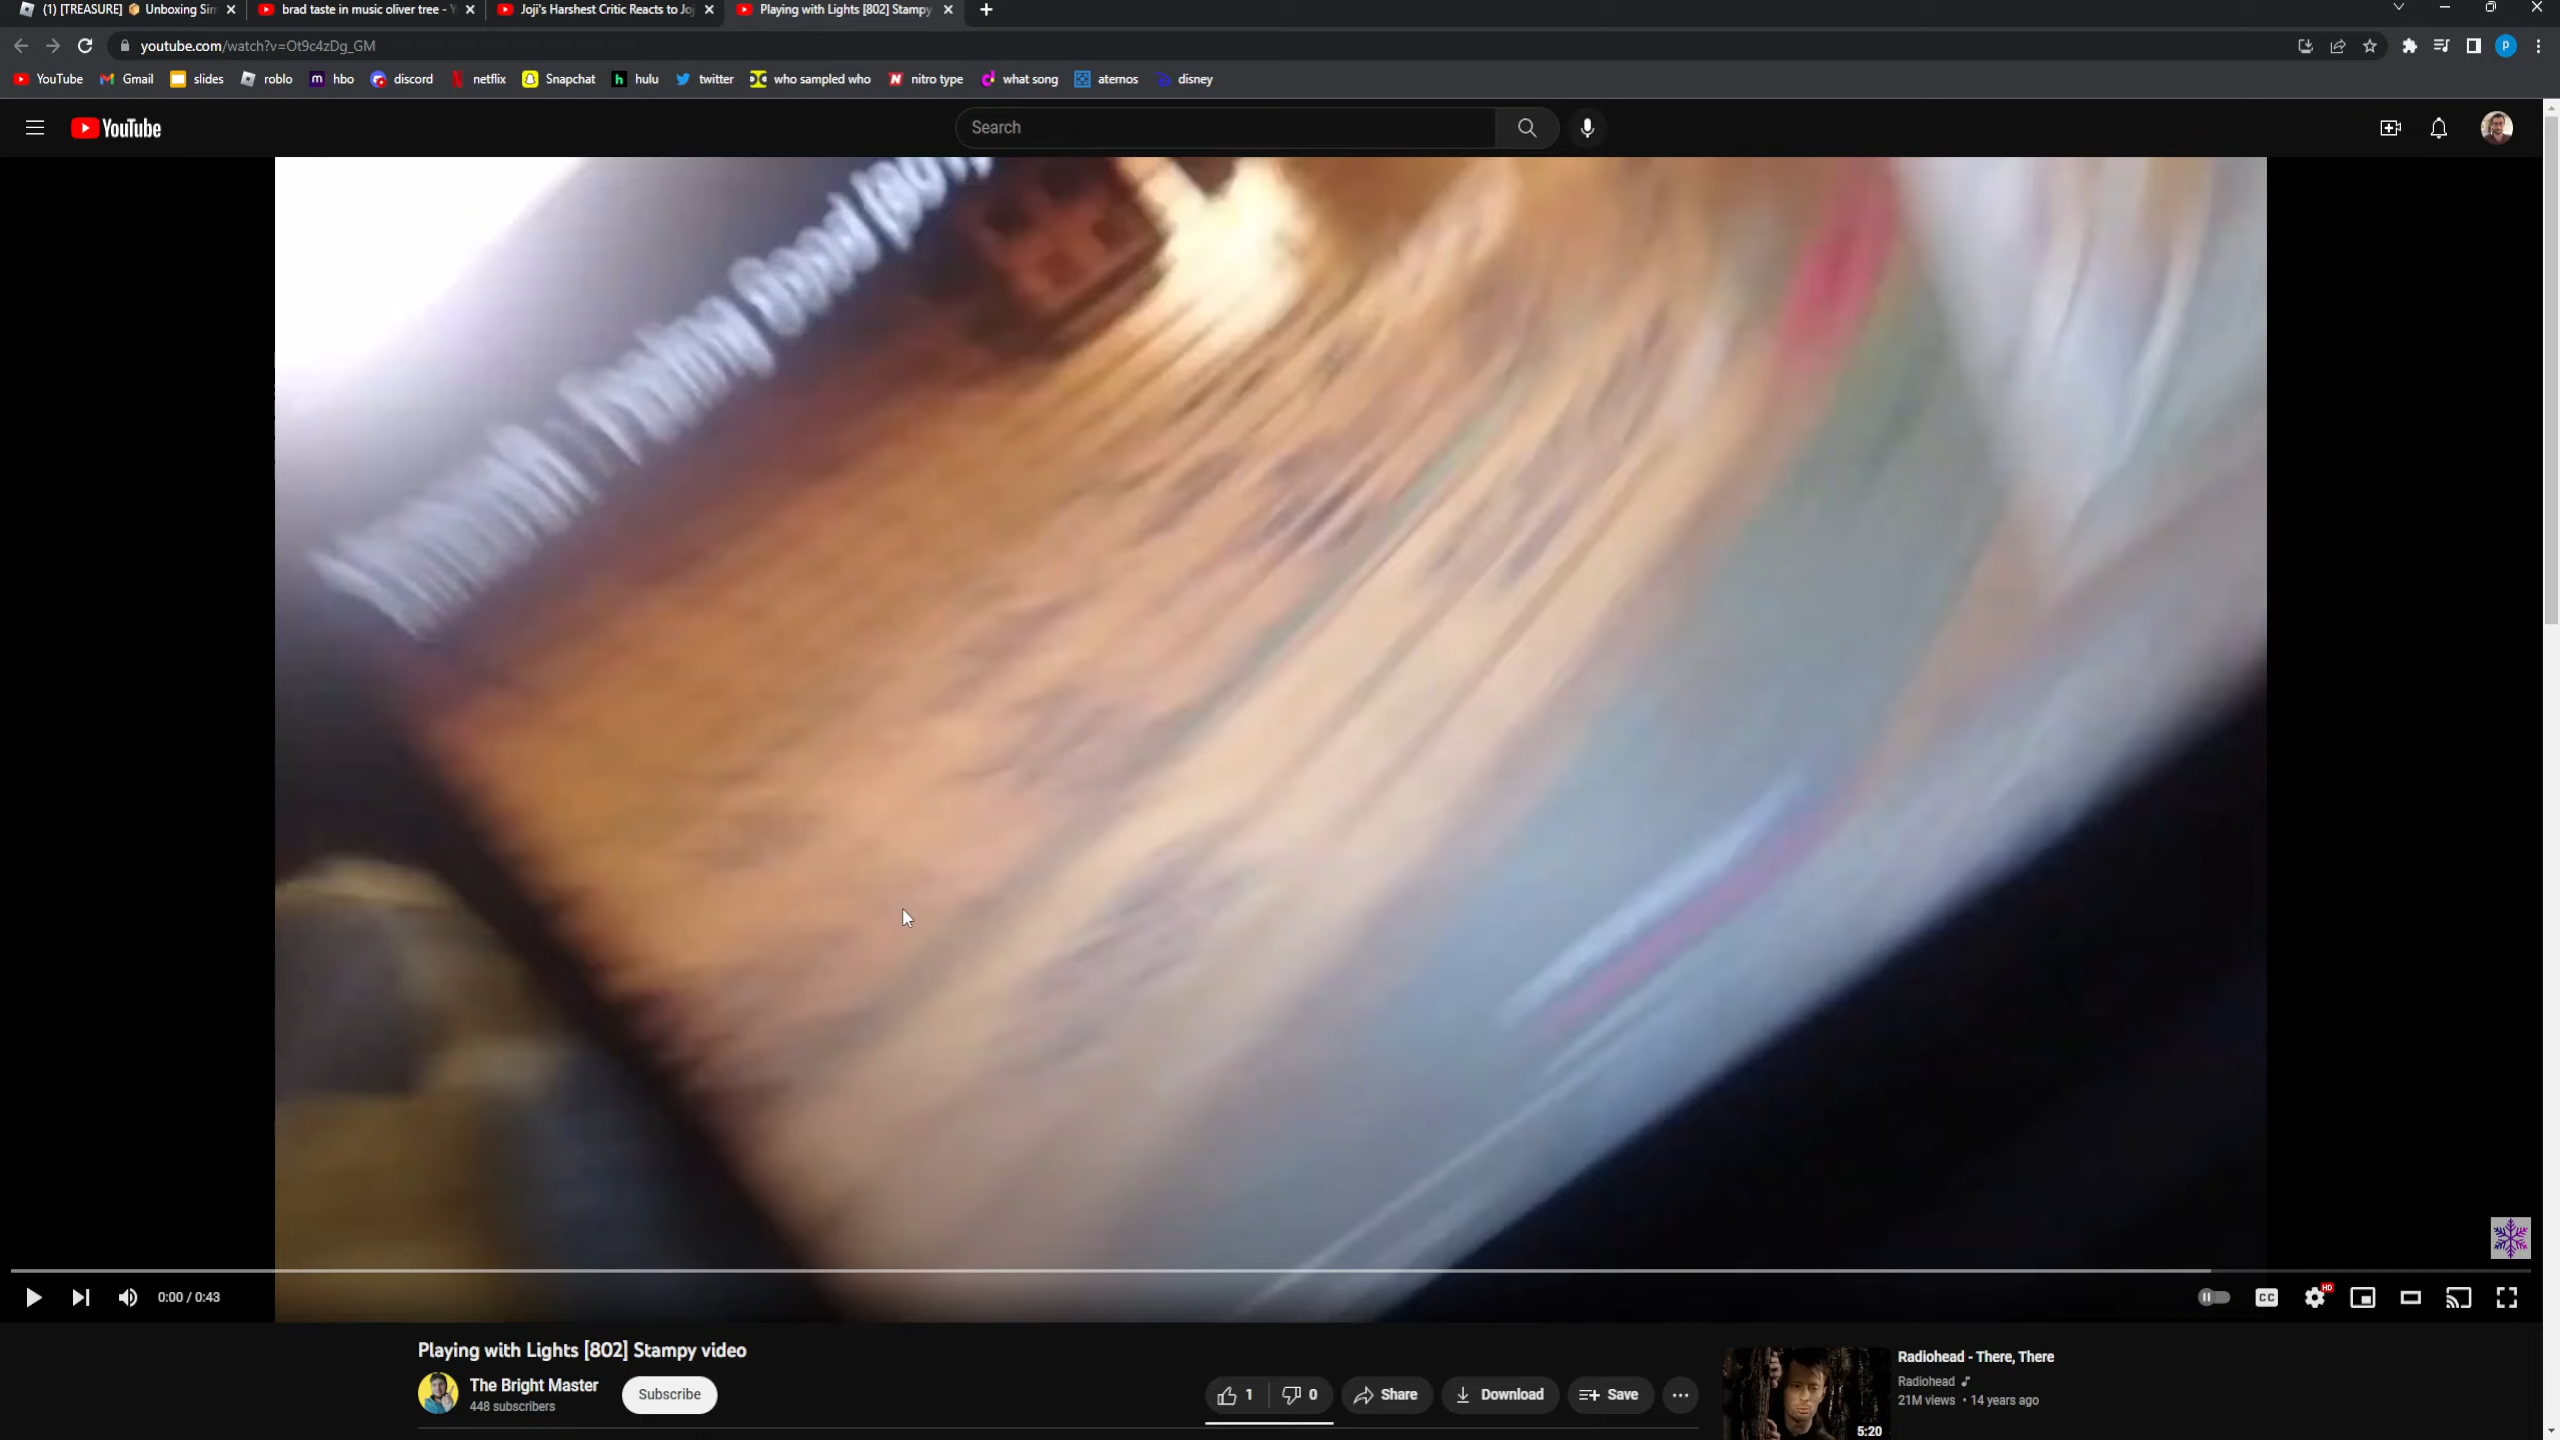 (1) [TREASURE] 📦 Unboxing Sim
brad taste in music oliver tree - Y
Joji's Harshest Critic Reacts to Joj
Playing with Lights [802] Stampy
youtube.com/watch?v=Ot9c4zDg_GM
P
YouTube
Gmail
slides
roblo
m hbo
discord
netflix
Snapchat
h hulu
twitter
who sampled who
N nitro type
what song
aternos
disney
YouTube
Search
0:00 / 0:43
CC
HD
Playing with Lights [802] Stampy video
The Bright Master
448 subscribers
Subscribe
1
0
Share
Download
Save
Radiohead - There, There
Radiohead
21M views • 14 years ago
5:20